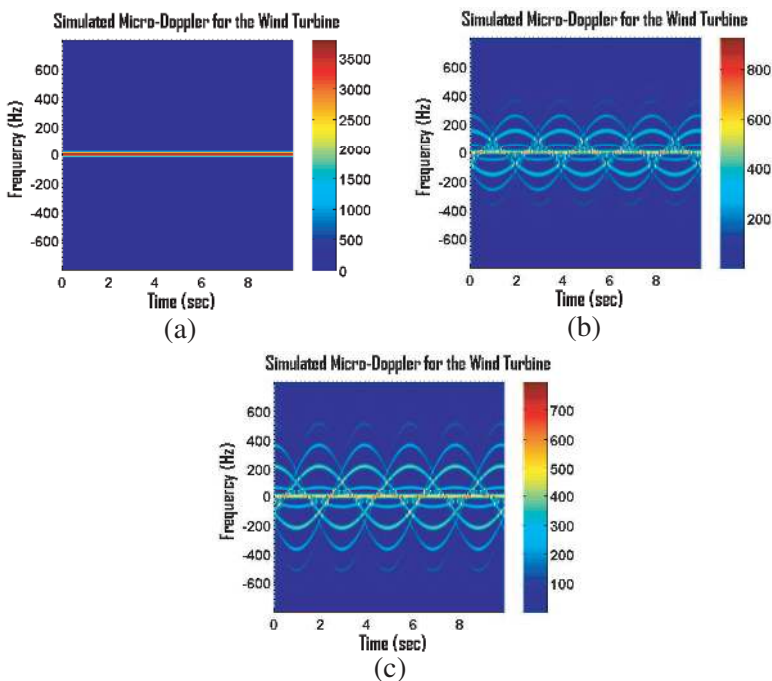 Simulated Micro-Doppler for the Wind Turbine
Frequency (Hz)
600
400
200
0
-200
-400
-600
0 2 4 6 8
Time (sec)
3500
3000
2500
2000
1500
1000
500
0
(a)
Simulated Micro-Doppler for the Wind Turbine
Frequency (Hz)
600
400
200
0
-200
-400
-600
0 2 4 6 8
Time (sec)
800
600
400
200
(b)
Simulated Micro-Doppler for the Wind Turbine
Frequency (Hz)
600
400
200
0
-200
-400
-600
0 2 4 6 8
Time (sec)
700
600
500
400
300
200
100
(c)